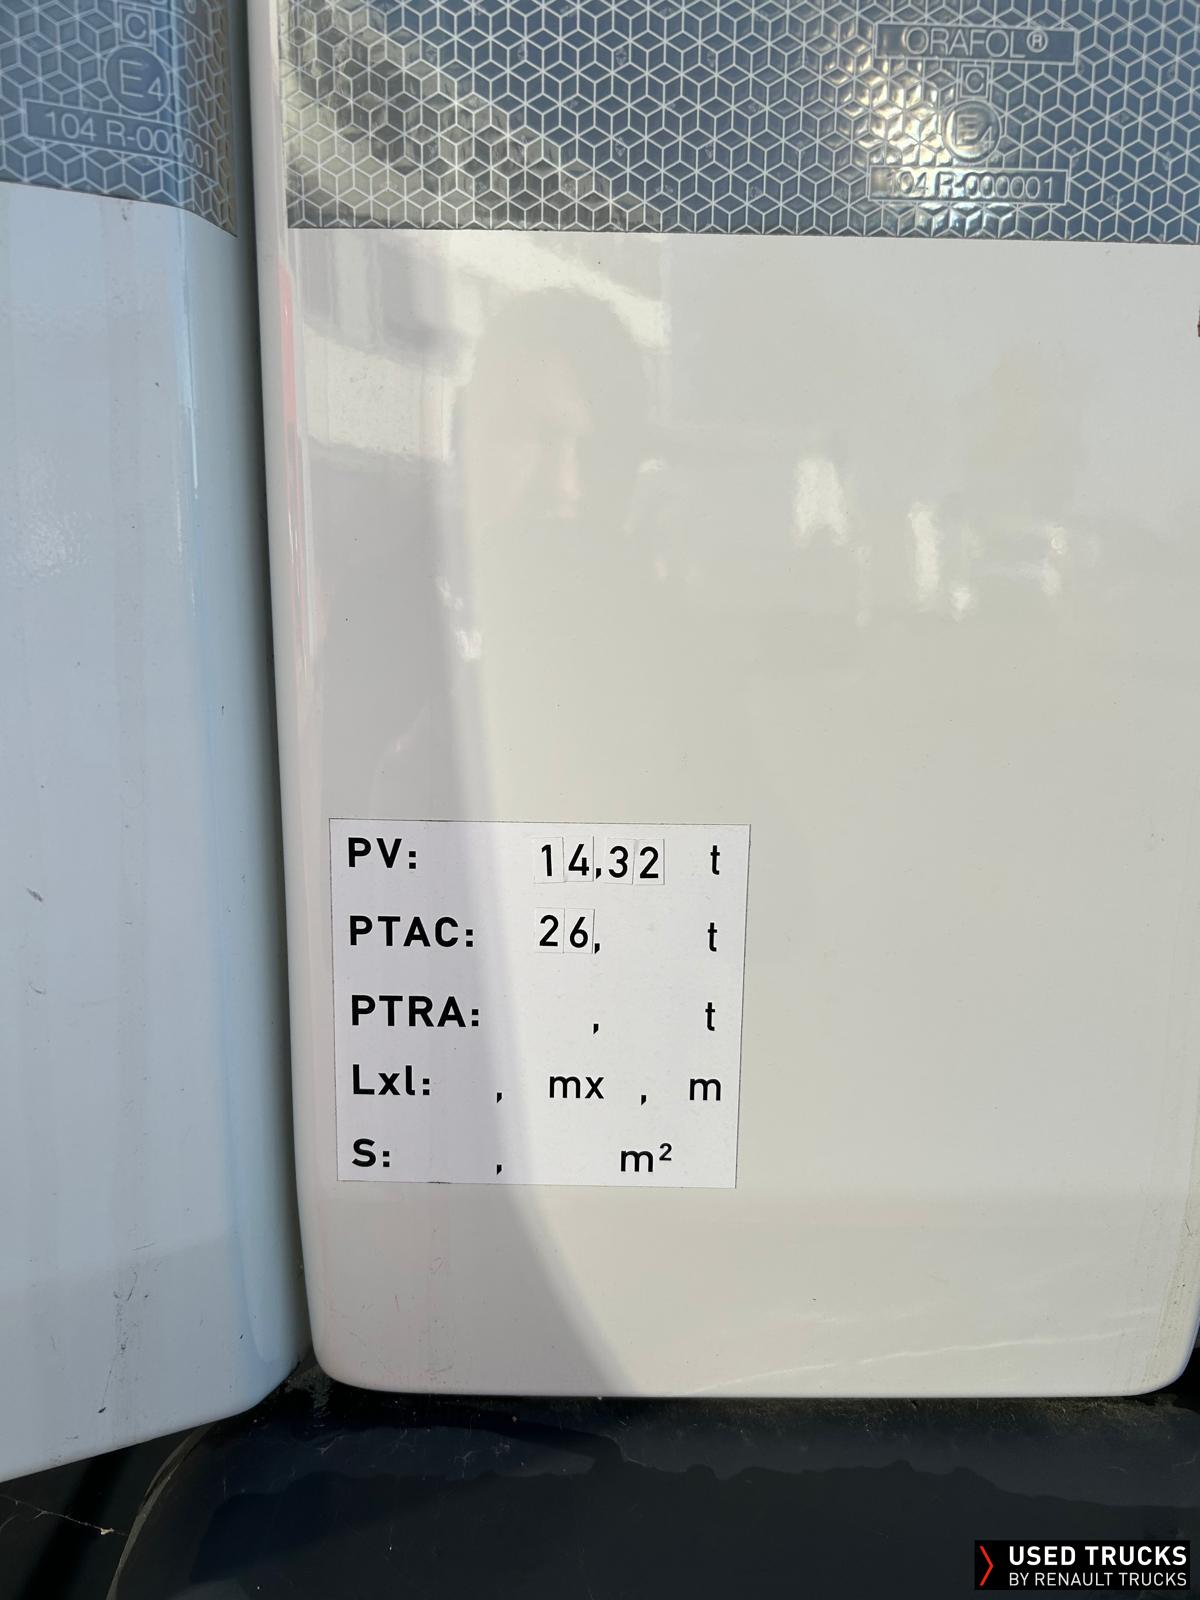 C
E4
104 R-000001
ORAFOL®
C
E4
104 R-000001
PV: 14,32 t
PTAC: 26, t
PTRA: , t
Lxl: , mx , m
S: , m²
USED TRUCKS
BY RENAULT TRUCKS